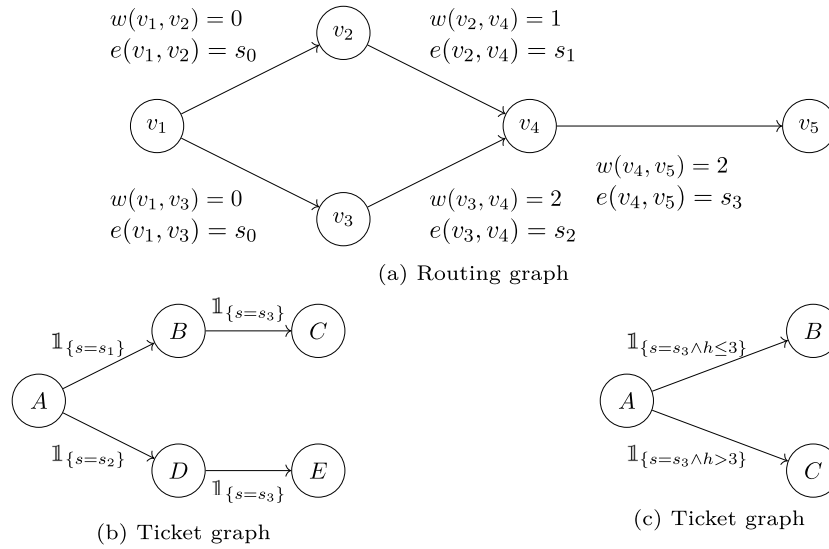 w(v₁, v₂) = 0
e(v₁, v₂) = s₀
w(v₂, v₄) = 1
e(v₂, v₄) = s₁
v₂
v₁
v₄
v₅
w(v₁, v₃) = 0
e(v₁, v₃) = s₀
v₃
w(v₃, v₄) = 2
e(v₃, v₄) = s₂
w(v₄, v₅) = 2
e(v₄, v₅) = s₃
(a) Routing graph
𝟙{s=s₁}
B
𝟙{s=s₃}
C
A
𝟙{s=s₂}
D
𝟙{s=s₃}
E
(b) Ticket graph
𝟙{s=s₃∧h≤3}
B
A
𝟙{s=s₃∧h>3}
C
(c) Ticket graph